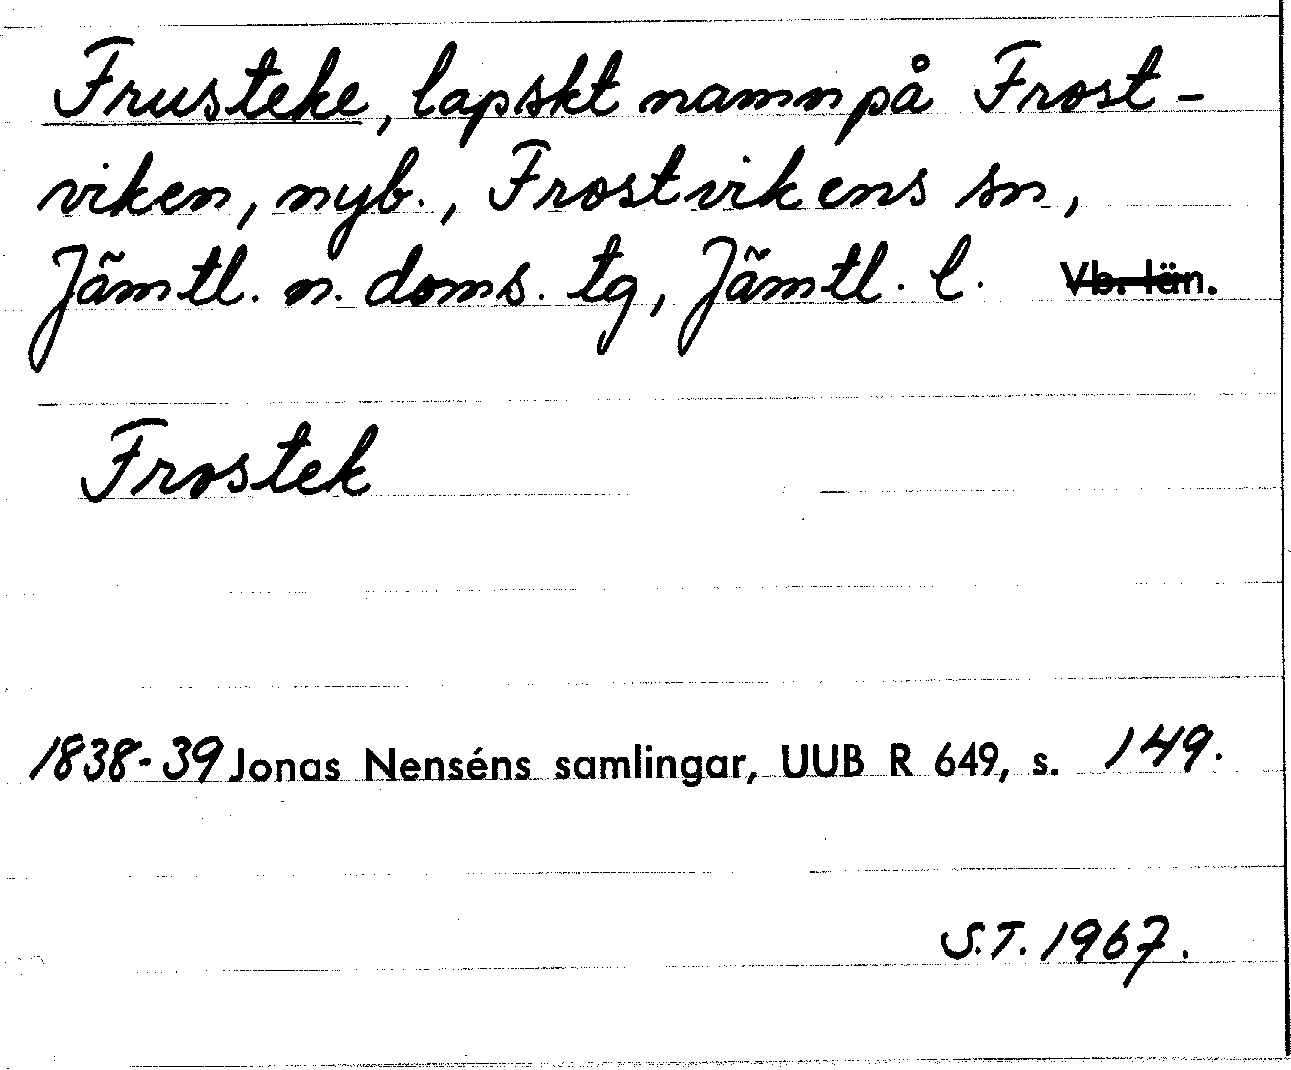 Frusteke, lapskt namn på Frost-
viken, nyb., Frostvikens sn,
Jämtl. n. doms. tg, Jämtl. l. Vb. län.
Frostek
1838-39 Jonas Nenséns samlingar, UUB R 649, s. 149.
S.T. 1967.